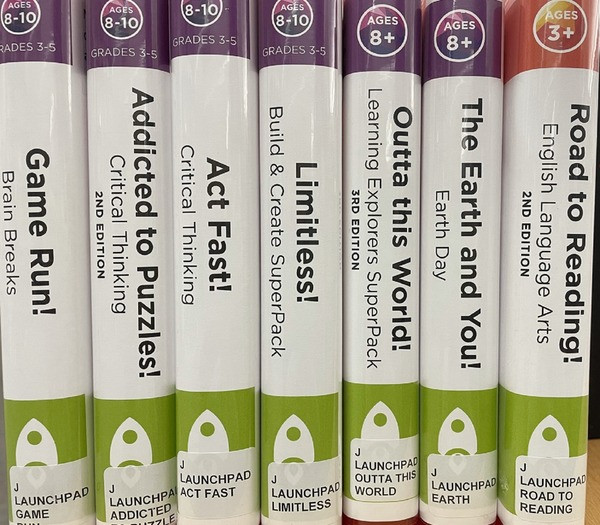 AGES
8-10
GRADES 3-5
Game Run!
Brain Breaks
J
LAUNCHPAD
GAME
RUN
AGES
8-10
GRADES 3-5
Addicted to Puzzles!
Critical Thinking
2ND EDITION
J
LAUNCHPAD
ADDICTED
8-10
GRADES 3-5
Act Fast!
Critical Thinking
J
LAUNCHPAD
ACT FAST
AGES
8-10
GRADES 3-5
Limitless!
Build & Create SuperPack
J
LAUNCHPAD
LIMITLESS
AGES
8+
Outta this World!
Learning Explorers SuperPack
3RD EDITION
J
LAUNCHPAD
OUTTA THIS
WORLD
AGES
8+
The Earth and You!
Earth Day
J
LAUNCHPAD
EARTH
AGES
3+
Road to Reading!
English Language Arts
2ND EDITION
J
LAUNCHPAD
ROAD TO
READING